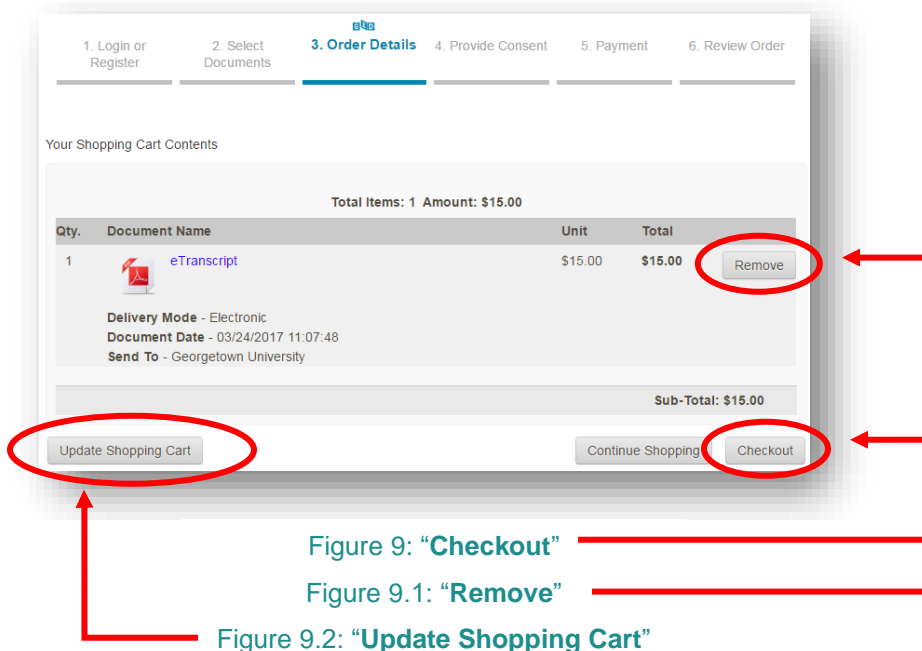 1. Login or Register
2. Select Documents
3. Order Details
4. Provide Consent
5. Payment
6. Review Order
Your Shopping Cart Contents
Total Items: 1 Amount: $15.00
Qty. Document Name Unit Total
1 eTranscript $15.00 $15.00 Remove
Delivery Mode - Electronic
Document Date - 03/24/2017 11:07:48
Send To - Georgetown University
Sub-Total: $15.00
Update Shopping Cart Continue Shopping Checkout
Figure 9: “Checkout”
Figure 9.1: “Remove”
Figure 9.2: “Update Shopping Cart”